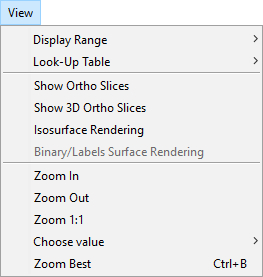 View
Display Range
Look-Up Table
Show Ortho Slices
Show 3D Ortho Slices
Isosurface Rendering
Binary/Labels Surface Rendering
Zoom In
Zoom Out
Zoom 1:1
Choose value
Zoom Best Ctrl+B